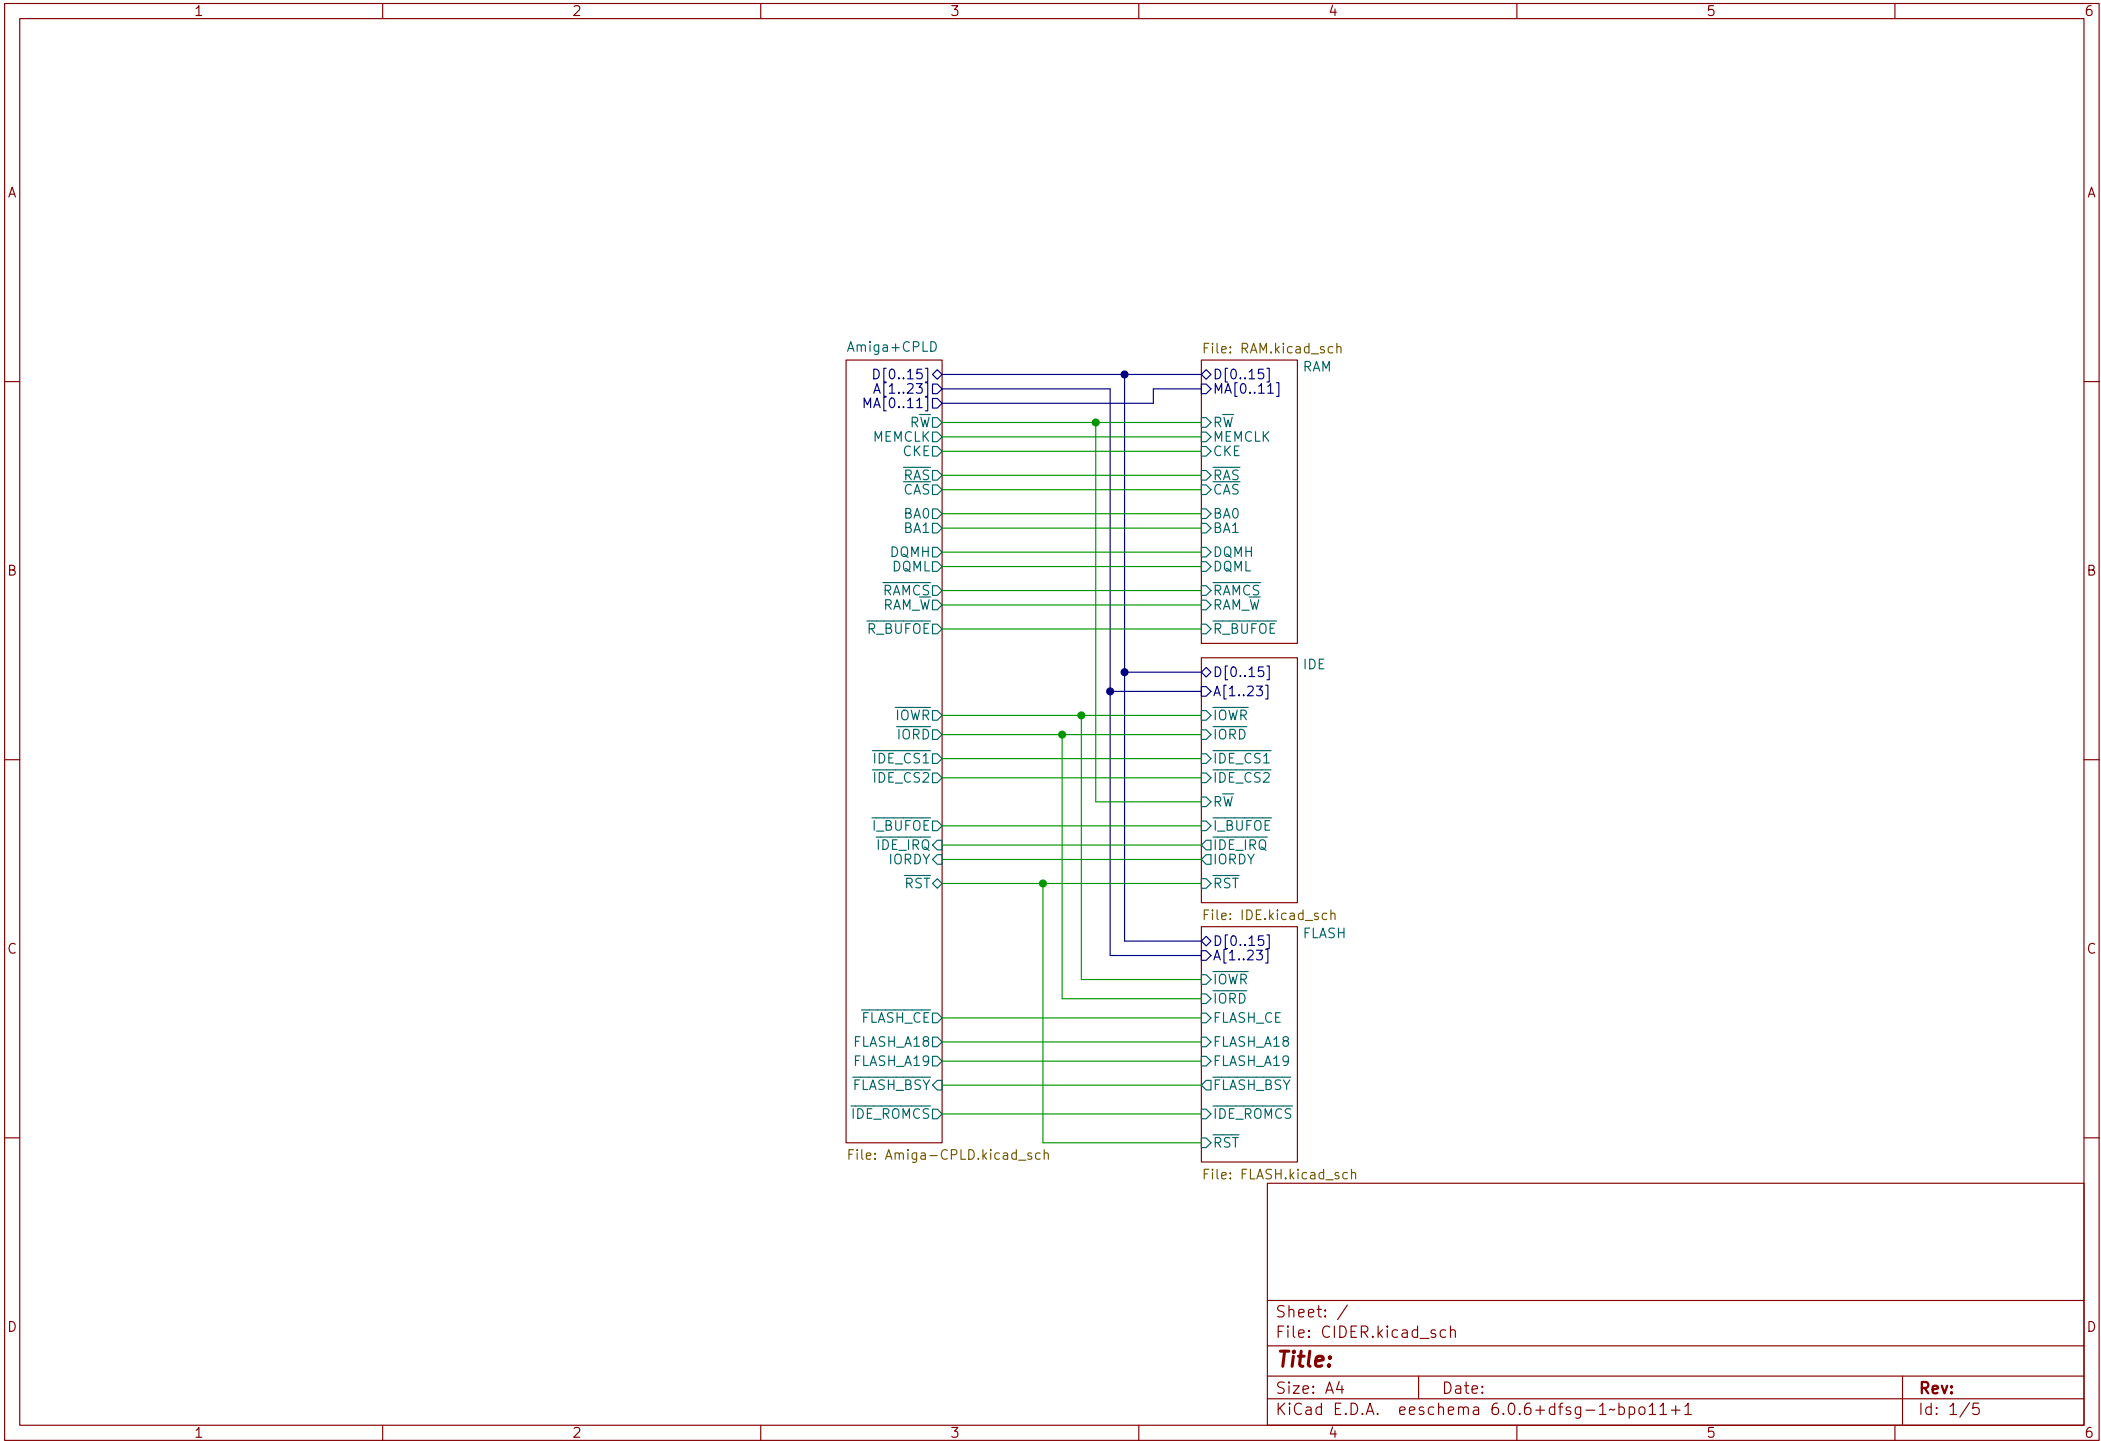 1 2 3 4 5 6
A A
B B
C C
D D
Amiga+CPLD
D[0..15]
A[1..23]
MA[0..11]
RW
MEMCLK
CKE
RAS
CAS
BA0
BA1
DQMH
DQML
RAMCS
RAM_W
R_BUFOE
IOWR
IORD
IDE_CS1
IDE_CS2
I_BUFOE
IDE_IRQ
IORDY
RST
FLASH_CE
FLASH_A18
FLASH_A19
FLASH_BSY
IDE_ROMCS
File: Amiga-CPLD.kicad_sch
File: RAM.kicad_sch
RAM
D[0..15]
MA[0..11]
RW
MEMCLK
CKE
RAS
CAS
BA0
BA1
DQMH
DQML
RAMCS
RAM_W
R_BUFOE
IDE
D[0..15]
A[1..23]
IOWR
IORD
IDE_CS1
IDE_CS2
RW
I_BUFOE
IDE_IRQ
IORDY
RST
File: IDE.kicad_sch
FLASH
D[0..15]
A[1..23]
IOWR
IORD
FLASH_CE
FLASH_A18
FLASH_A19
FLASH_BSY
IDE_ROMCS
RST
File: FLASH.kicad_sch
Sheet: /
File: CIDER.kicad_sch
Title:
Size: A4 Date: Rev:
KiCad E.D.A. eeschema 6.0.6+dfsg-1~bpo11+1 Id: 1/5
1 2 3 4 5 6